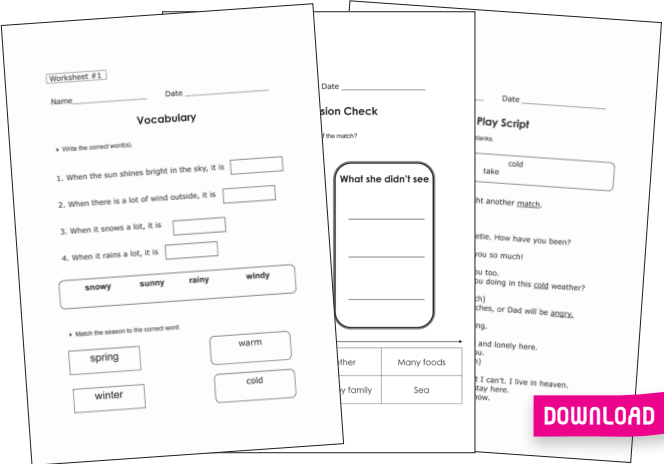 Worksheet #1
Name Date
Vocabulary
Write the correct word(s).
1. When the sun shines bright in the sky, it is
2. When there is a lot of wind outside, it is
3. When it snows a lot, it is
4. When it rains a lot, it is
snowy sunny rainy windy
Match the season to the correct word.
spring warm
winter cold
Date
sion Check
f the match?
What she didn't see
ther Many foods
y family Sea
Date
Play Script
lanks.
cold
take
ht another match.
etie. How have you been?
you so much!
ou too.
ou doing in this cold weather?
ch)
ches, or Dad will be angry.
ng.
and lonely here.
ou.
h)
t I can't. I live in heaven.
stay here.
now.
DOWNLOAD